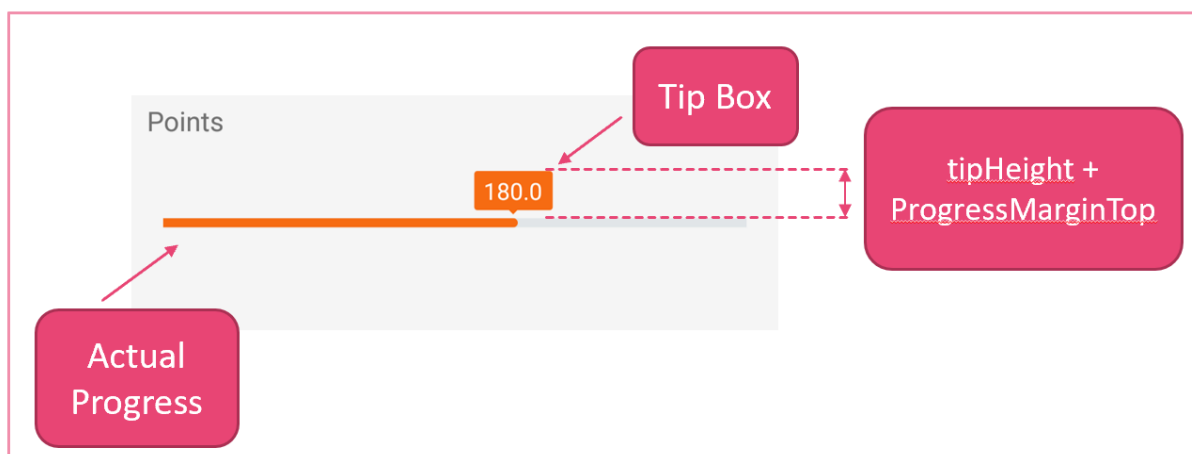 Tip Box
Points
tipHeight +
ProgressMarginTop
180.0
Actual
Progress